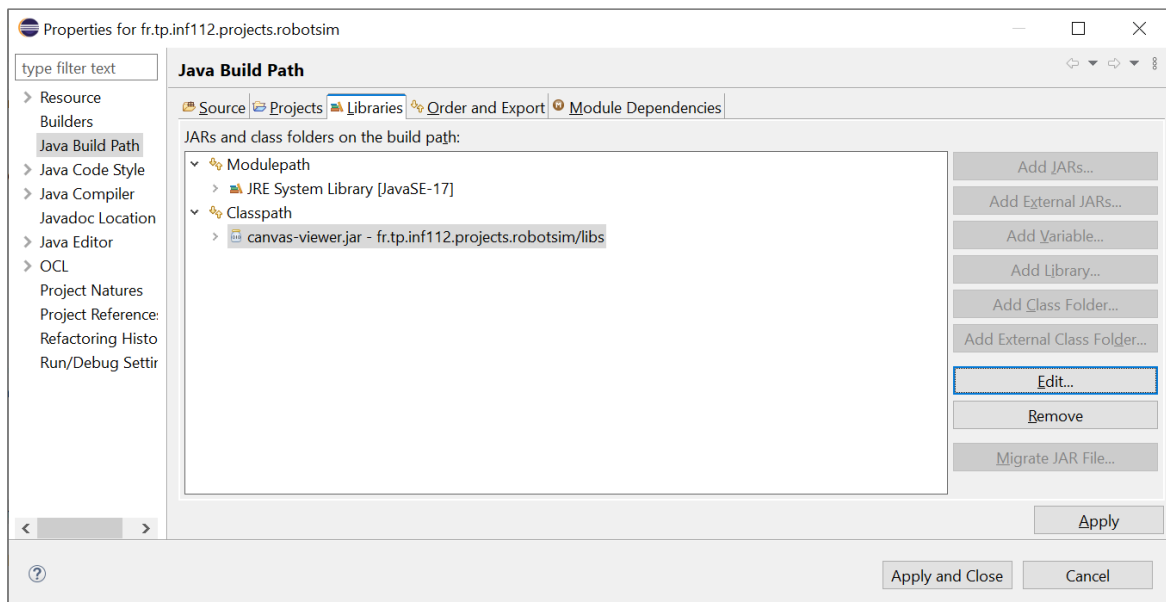 Properties for fr.tp.inf112.projects.robotsim
type filter text
Resource
Builders
Java Build Path
Java Code Style
Java Compiler
Javadoc Location
Java Editor
OCL
Project Natures
Project References
Refactoring Histo
Run/Debug Settin
Java Build Path
Source Projects Libraries Order and Export Module Dependencies
JARs and class folders on the build path:
Modulepath
JRE System Library [JavaSE-17]
Classpath
canvas-viewer.jar - fr.tp.inf112.projects.robotsim/libs
Add JARs...
Add External JARs...
Add Variable...
Add Library...
Add Class Folder...
Add External Class Folder...
Edit...
Remove
Migrate JAR File...
Apply
Apply and Close Cancel